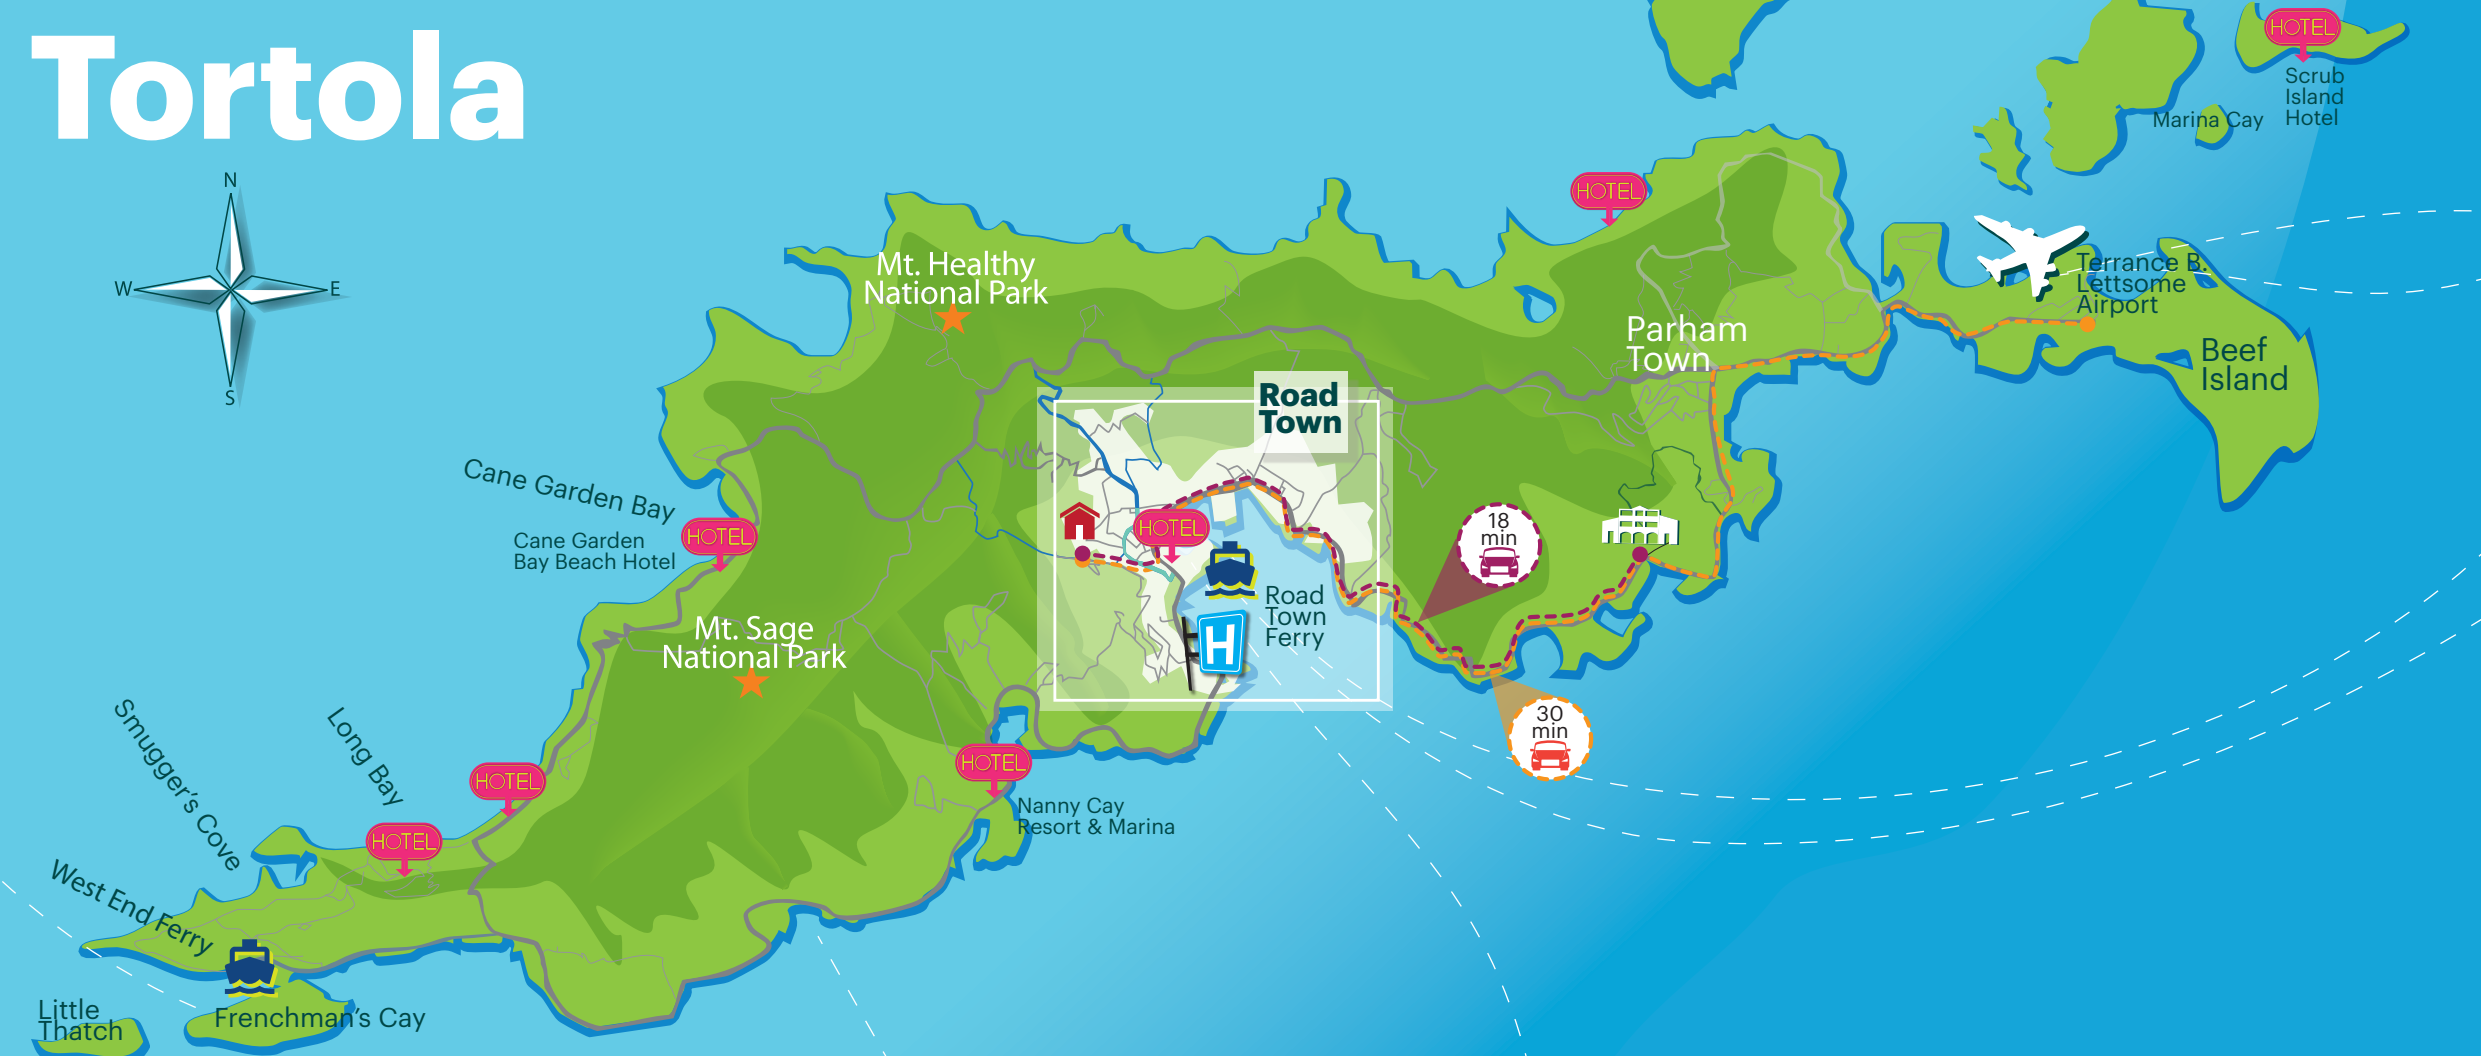 Tortola
N
W
E
S
HOTEL
Scrub
Island
Hotel
Marina Cay
HOTEL
Mt. Healthy
National Park
Terrance B.
Lettsome
Airport
Parham
Town
Beef
Island
Road
Town
Cane Garden Bay
HOTEL
Cane Garden
Bay Beach Hotel
HOTEL
18
min
Road
Town
Ferry
H
Mt. Sage
National Park
30
min
Smugger's Cove
Long Bay
HOTEL
HOTEL
HOTEL
Nanny Cay
Resort & Marina
West End Ferry
Little
Thatch
Frenchman's Cay